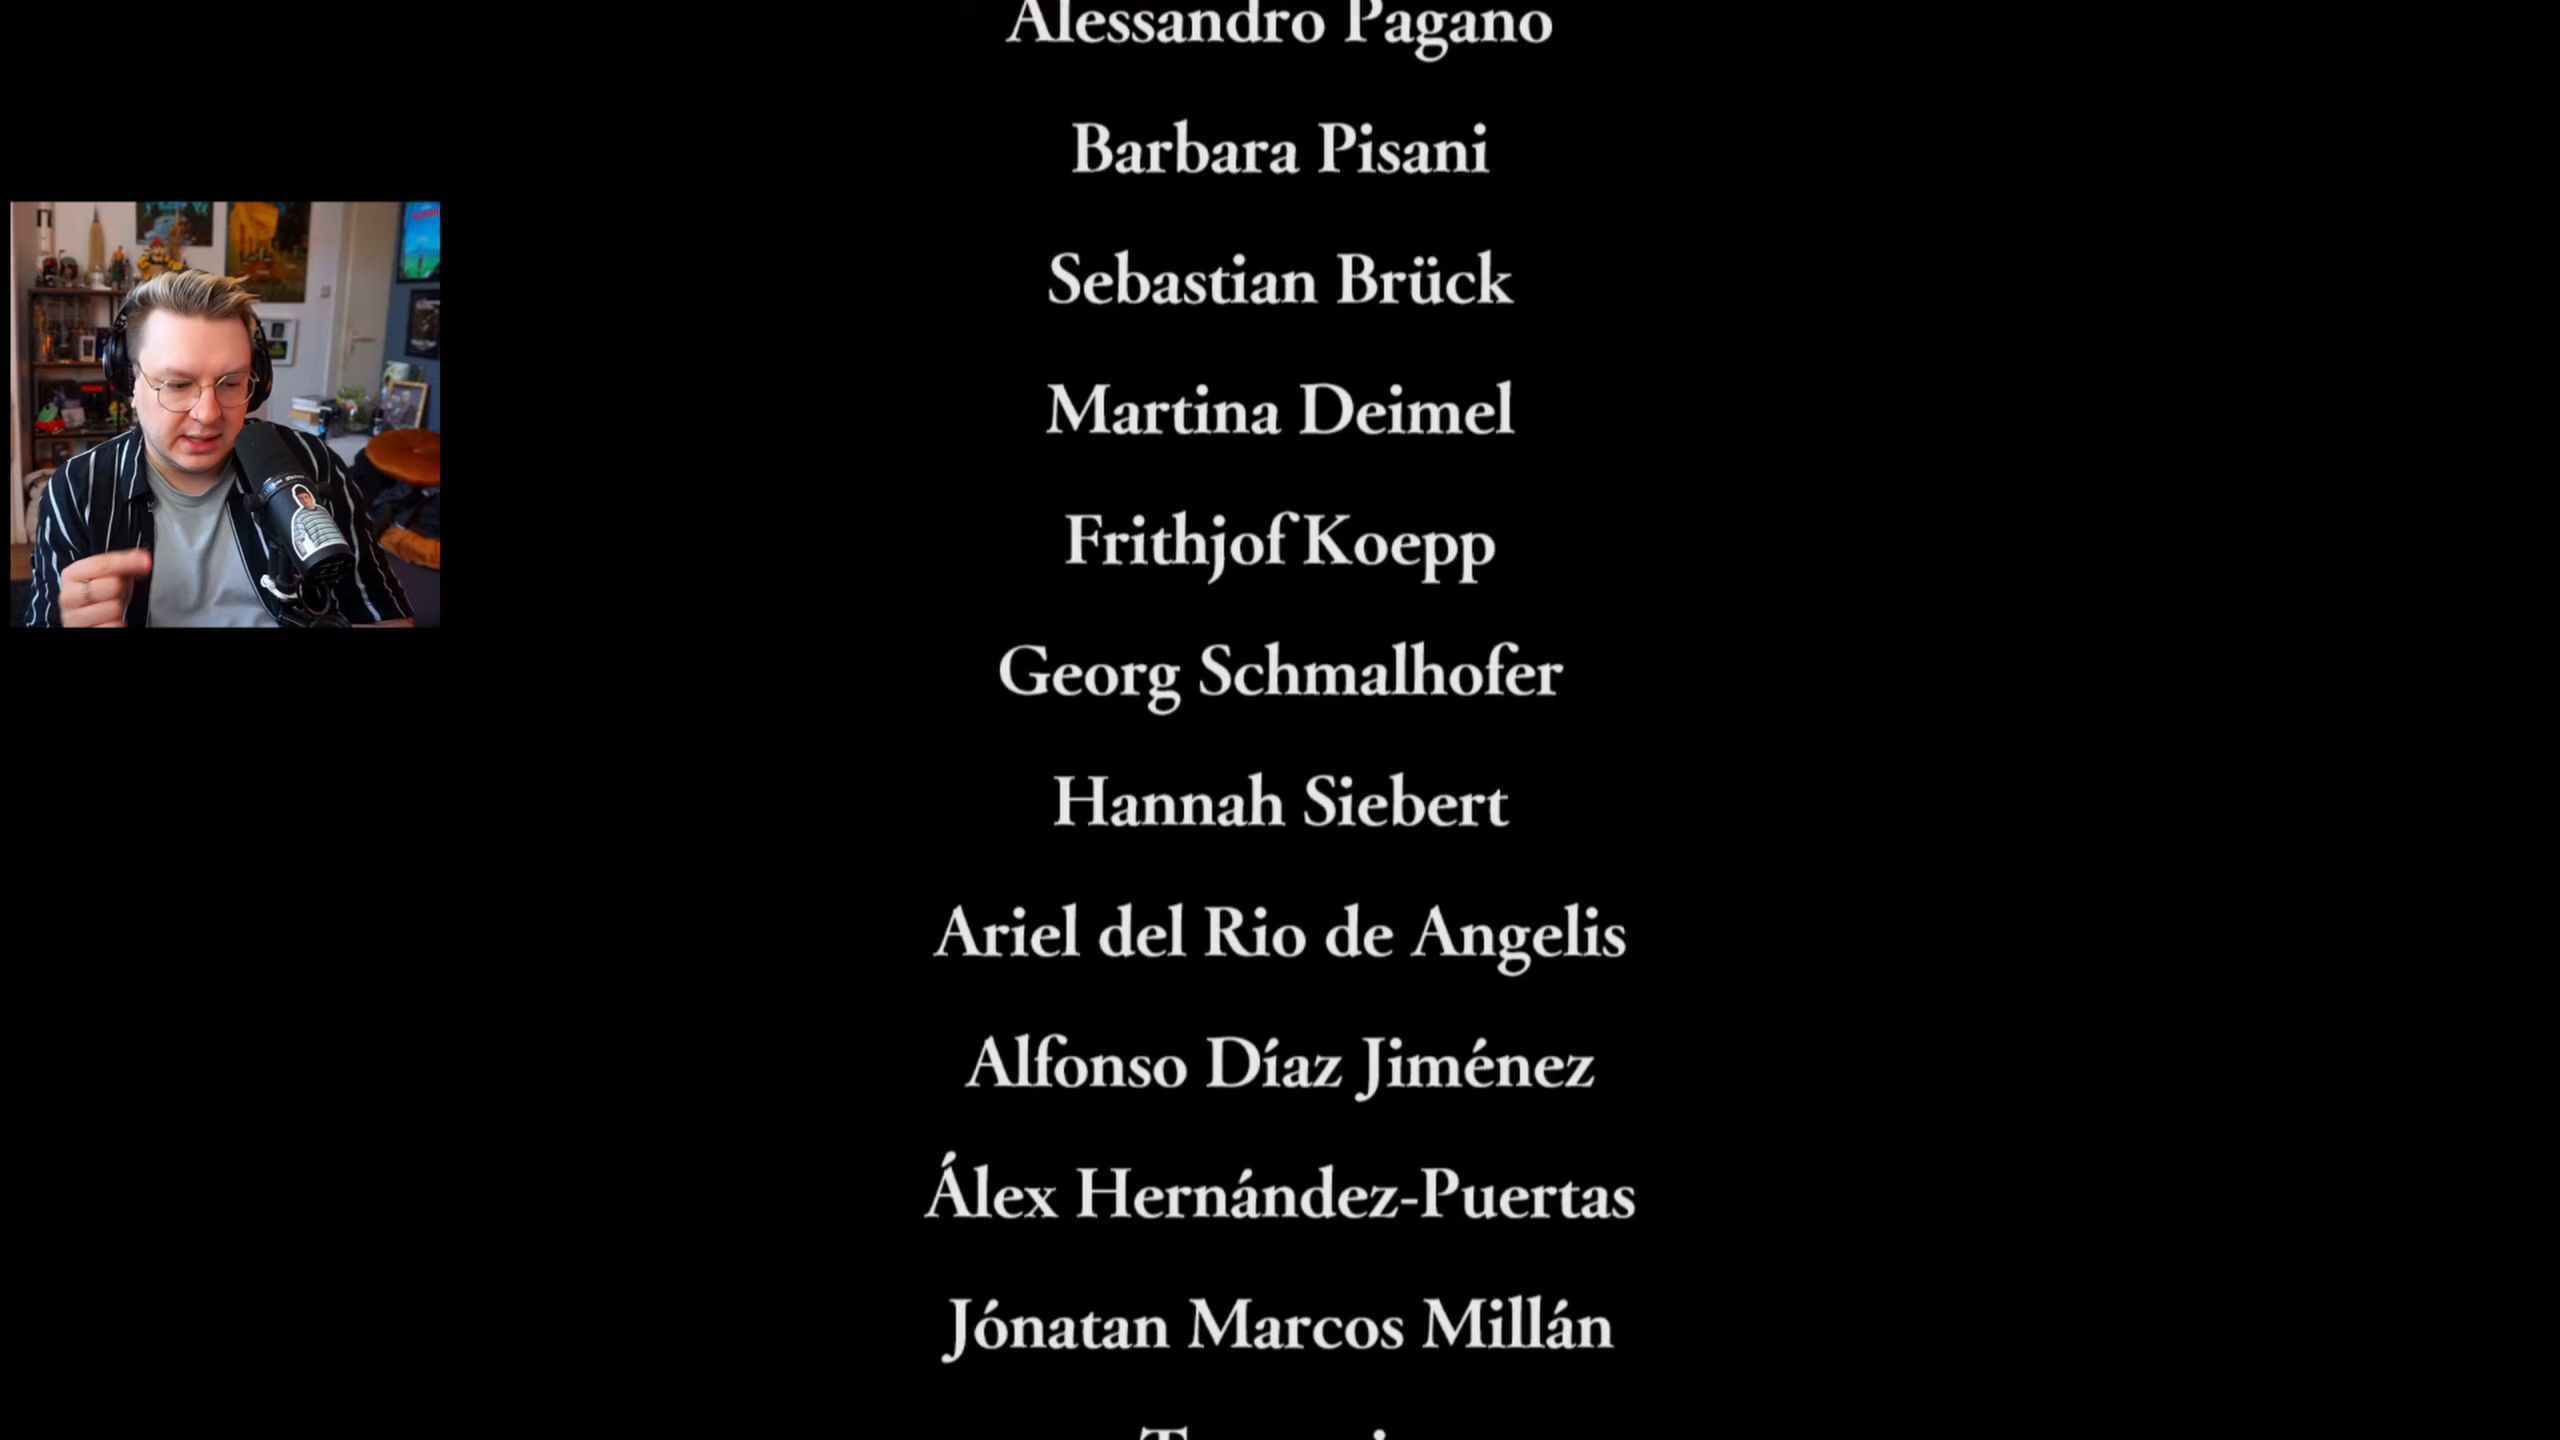 Alessandro Pagano
Barbara Pisani
Sebastian Brück
Martina Deimel
Frithjof Koepp
Georg Schmalhofer
Hannah Siebert
Ariel del Rio de Angelis
Alfonso Díaz Jiménez
Álex Hernández-Puertas
Jónatan Marcos Millán